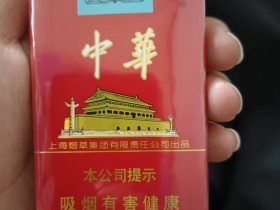 中華
上海烟草集团有限责任公司出品
本公司提示
吸烟有害健康